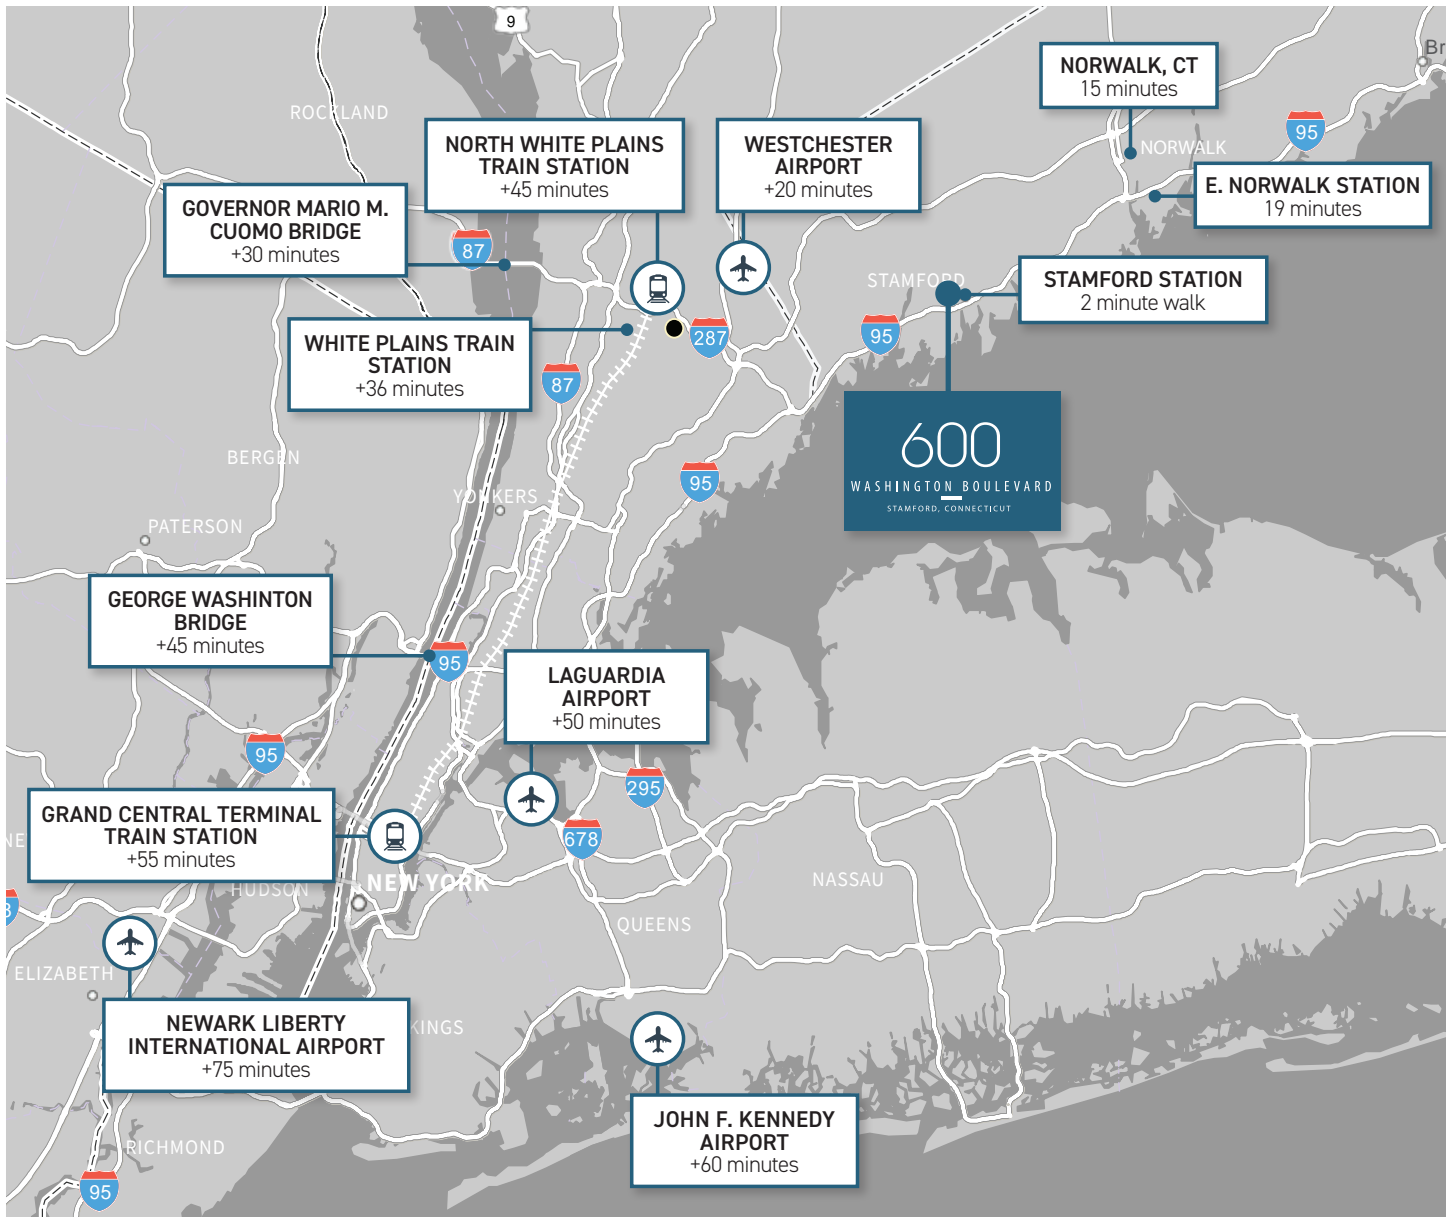 9
Br
ROCKLAND
NORWALK, CT
15 minutes
95
NORWALK
NORTH WHITE PLAINS
TRAIN STATION
+45 minutes
WESTCHESTER
AIRPORT
+20 minutes
E. NORWALK STATION
19 minutes
GOVERNOR MARIO M.
CUOMO BRIDGE
+30 minutes
87
STAMFORD
STAMFORD STATION
2 minute walk
WHITE PLAINS TRAIN
STATION
+36 minutes
287
95
87
600
WASHINGTON BOULEVARD
STAMFORD, CONNECTICUT
BERGEN
95
YONKERS
PATERSON
GEORGE WASHINTON
BRIDGE
+45 minutes
95
LAGUARDIA
AIRPORT
+50 minutes
95
295
GRAND CENTRAL TERMINAL
TRAIN STATION
+55 minutes
NE
678
HUDSON
NEW YORK
NASSAU
QUEENS
ELIZABETH
NEWARK LIBERTY
INTERNATIONAL AIRPORT
+75 minutes
KINGS
JOHN F. KENNEDY
AIRPORT
+60 minutes
RICHMOND
95